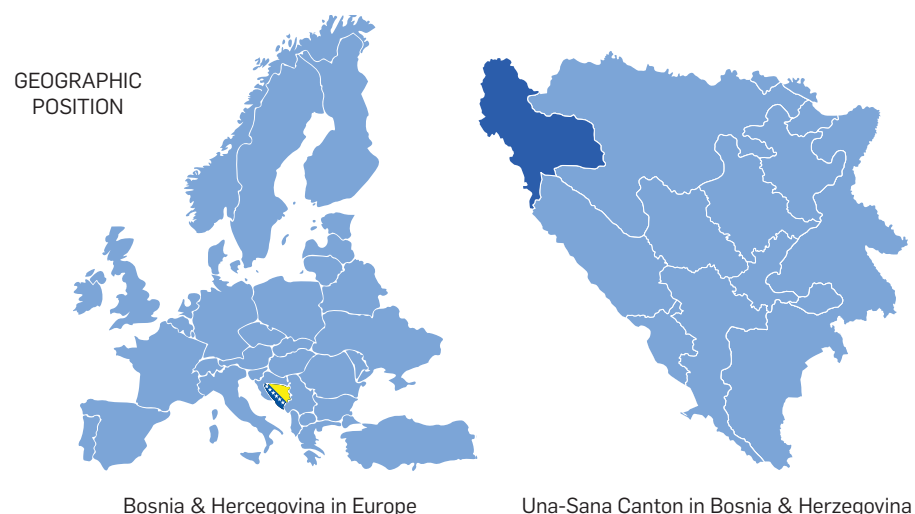 GEOGRAPHIC
POSITION
Bosnia & Hercegovina in Europe
Una-Sana Canton in Bosnia & Herzegovina